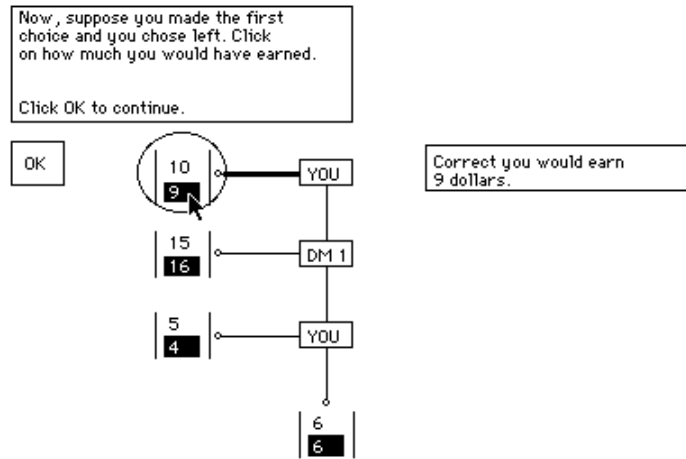 Now, suppose you made the first
choice and you chose left. Click
on how much you would have earned.
Click OK to continue.
OK
10
9
YOU
Correct you would earn
9 dollars.
15
16
DM 1
5
4
YOU
6
6